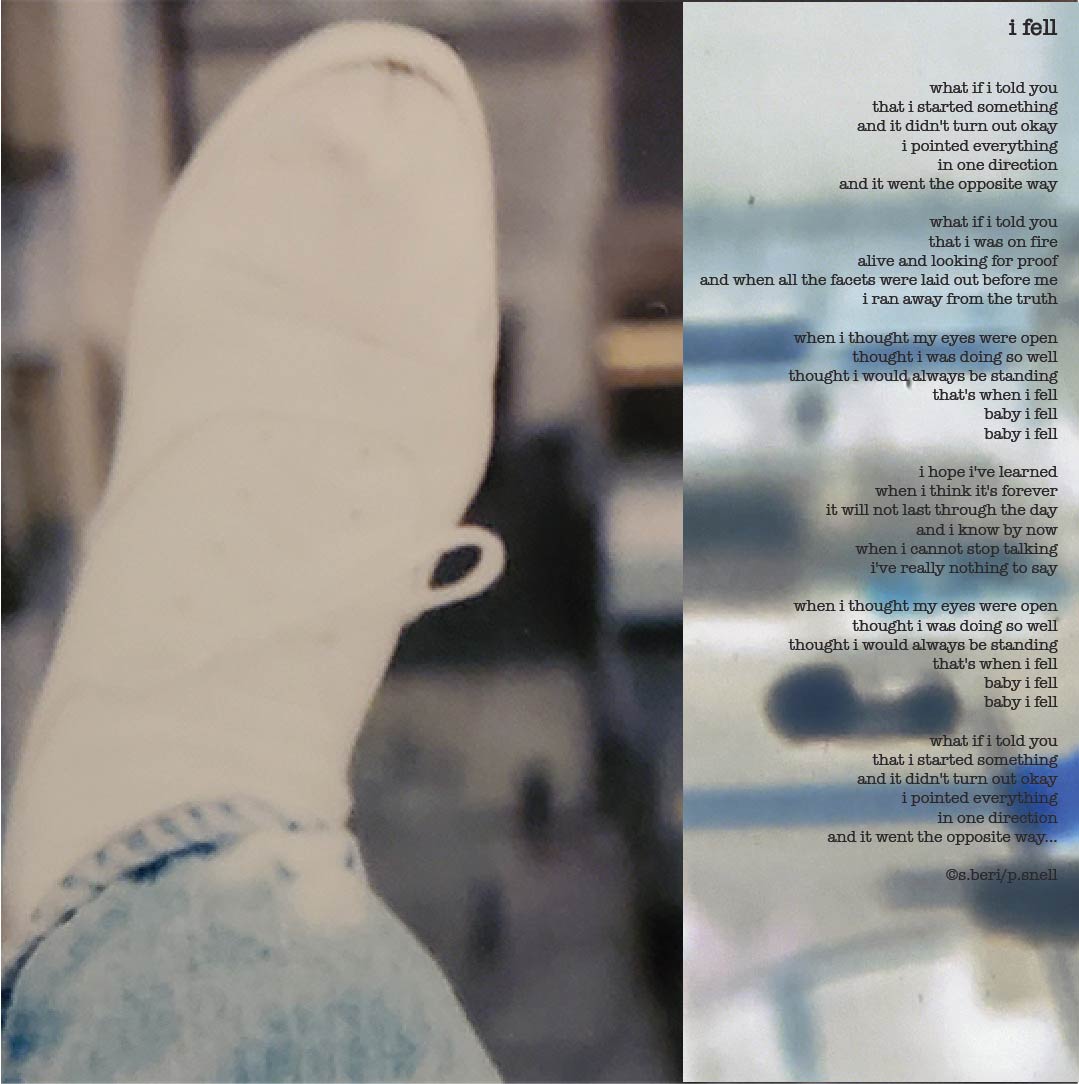 i fell
what if i told you
that i started something
and it didn't turn out okay
i pointed everything
in one direction
and it went the opposite way
what if i told you
that i was on fire
alive and looking for proof
and when all the facets were laid out before me
i ran away from the truth
when i thought my eyes were open
thought i was doing so well
thought i would always be standing
that's when i fell
baby i fell
baby i fell
i hope i've learned
when i think it's forever
it will not last through the day
and i know by now
when i cannot stop talking
i've really nothing to say
when i thought my eyes were open
thought i was doing so well
thought i would always be standing
that's when i fell
baby i fell
baby i fell
what if i told you
that i started something
and it didn't turn out okay
i pointed everything
in one direction
and it went the opposite way...
©s.beri/p.snell